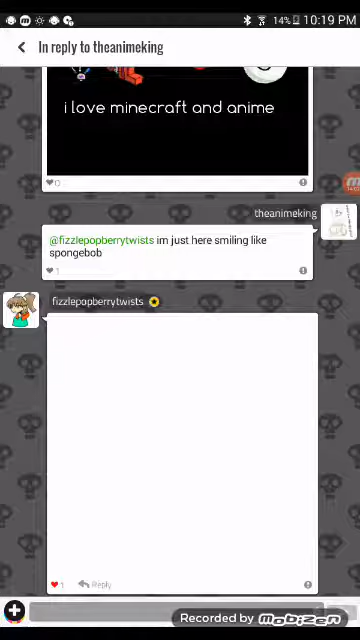 14% 10:19 PM
In reply to theanimeking
i love minecraft and anime
0
theanimeking
@fizzlepopberrytwists im just here smiling like
spongebob
1
fizzlepopberrytwists
1 Reply
Recorded by MOBIZEN